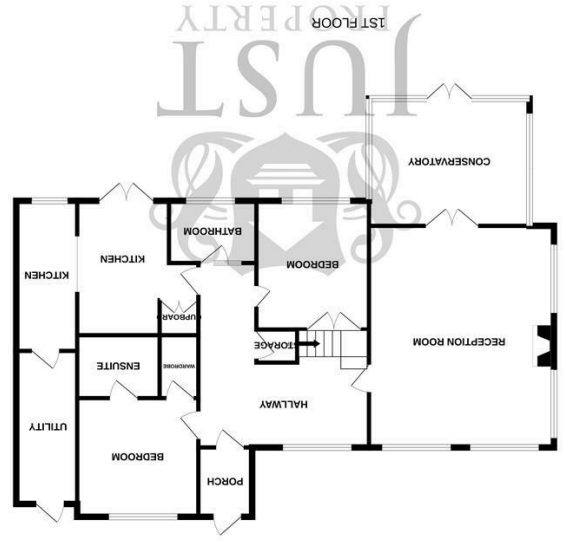 PORCH
BEDROOM
UTILITY
HALLWAY
WARDROBE
ENSUITE
STORAGE
RECEPTION ROOM
CUPBOARD
KITCHEN
BEDROOM
KITCHEN
BATHROOM
CONSERVATORY
JUST
PROPERTY
1ST FLOOR